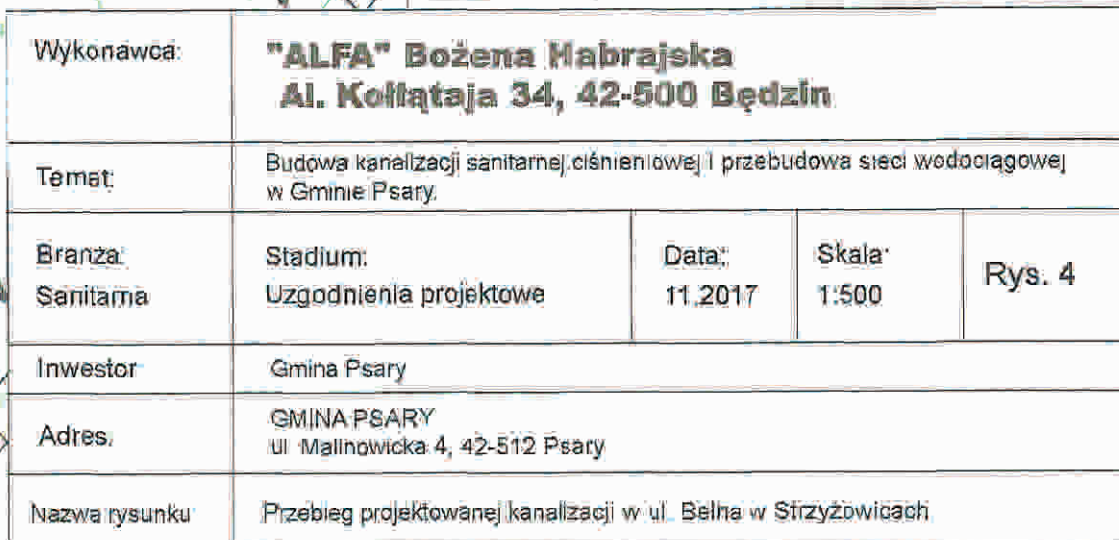 Wykonawca:
"ALFA" Bożena Habrajska
Al. Kołłątaja 34, 42-500 Będzin
Temat:
Budowa kanalizacji sanitarnej ciśnieniowej i przebudowa sieci wodociągowej
w Gminie Psary.
Branża:
Sanitarna
Stadium:
Uzgodnienia projektowe
Data:
11.2017
Skala:
1:500
Rys. 4
Inwestor
Gmina Psary
Adres.
GMINA PSARY
ul Malinowicka 4, 42-512 Psary
Nazwa rysunku
Przebieg projektowanej kanalizacji w ul. Belna w Strzyżowicach